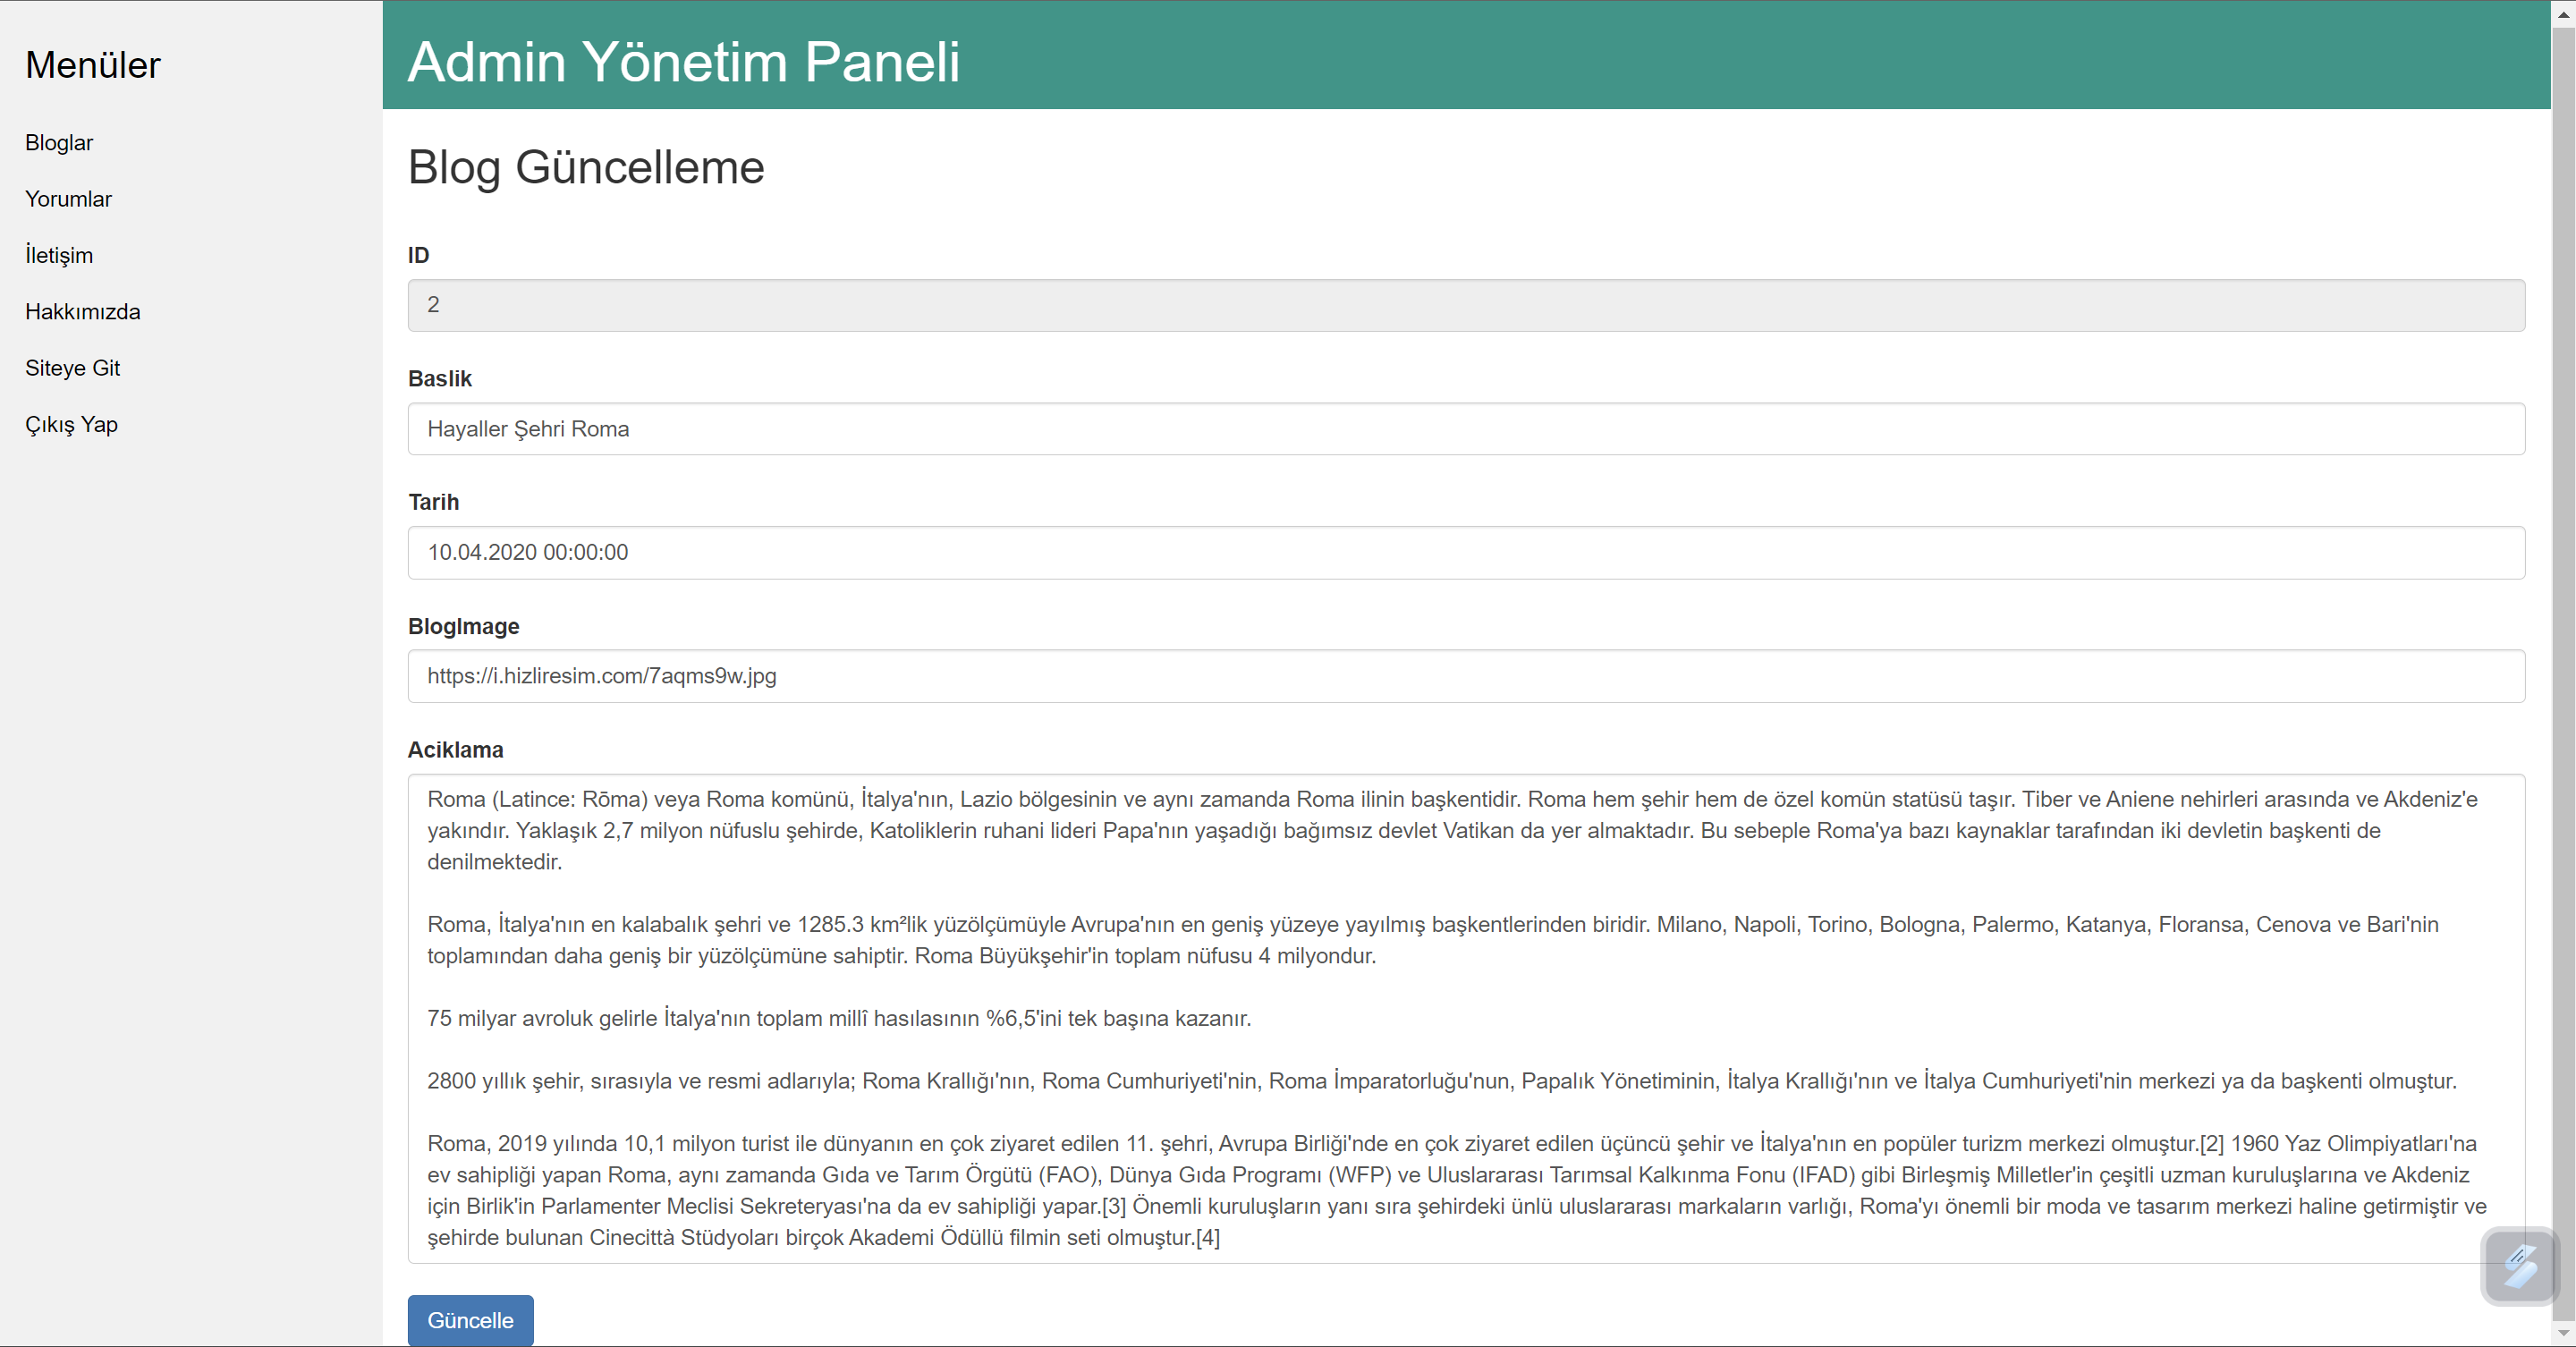 Menüler
Bloglar
Yorumlar
İletişim
Hakkımızda
Siteye Git
Çıkış Yap
Admin Yönetim Paneli
Blog Güncelleme
ID
2
Baslik
Hayaller Şehri Roma
Tarih
10.04.2020 00:00:00
BlogImage
https://i.hizliresim.com/7aqms9w.jpg
Aciklama
Roma (Latince: Rōma) veya Roma komünü, İtalya'nın, Lazio bölgesinin ve aynı zamanda Roma ilinin başkentidir. Roma hem şehir hem de özel komün statüsü taşır. Tiber ve Aniene nehirleri arasında ve Akdeniz'e
yakındır. Yaklaşık 2,7 milyon nüfuslu şehirde, Katoliklerin ruhani lideri Papa'nın yaşadığı bağımsız devlet Vatikan da yer almaktadır. Bu sebeple Roma'ya bazı kaynaklar tarafından iki devletin başkenti de
denilmektedir.
Roma, İtalya'nın en kalabalık şehri ve 1285.3 km²lik yüzölçümüyle Avrupa'nın en geniş yüzeye yayılmış başkentlerinden biridir. Milano, Napoli, Torino, Bologna, Palermo, Katanya, Floransa, Cenova ve Bari'nin
toplamından daha geniş bir yüzölçümüne sahiptir. Roma Büyükşehir'in toplam nüfusu 4 milyondur.
75 milyar avroluk gelirle İtalya'nın toplam millî hasılasının %6,5'ini tek başına kazanır.
2800 yıllık şehir, sırasıyla ve resmi adlarıyla; Roma Krallığı'nın, Roma Cumhuriyeti'nin, Roma İmparatorluğu'nun, Papalık Yönetiminin, İtalya Krallığı'nın ve İtalya Cumhuriyeti'nin merkezi ya da başkenti olmuştur.
Roma, 2019 yılında 10,1 milyon turist ile dünyanın en çok ziyaret edilen 11. şehri, Avrupa Birliği'nde en çok ziyaret edilen üçüncü şehir ve İtalya'nın en popüler turizm merkezi olmuştur.[2] 1960 Yaz Olimpiyatları'na
ev sahipliği yapan Roma, aynı zamanda Gıda ve Tarım Örgütü (FAO), Dünya Gıda Programı (WFP) ve Uluslararası Tarımsal Kalkınma Fonu (IFAD) gibi Birleşmiş Milletler'in çeşitli uzman kuruluşlarına ve Akdeniz
için Birlik'in Parlamenter Meclisi Sekreteryası'na da ev sahipliği yapar.[3] Önemli kuruluşların yanı sıra şehirdeki ünlü uluslararası markaların varlığı, Roma'yı önemli bir moda ve tasarım merkezi haline getirmiştir ve
şehirde bulunan Cinecittà Stüdyoları birçok Akademi Ödüllü filmin seti olmuştur.[4]
Güncelle